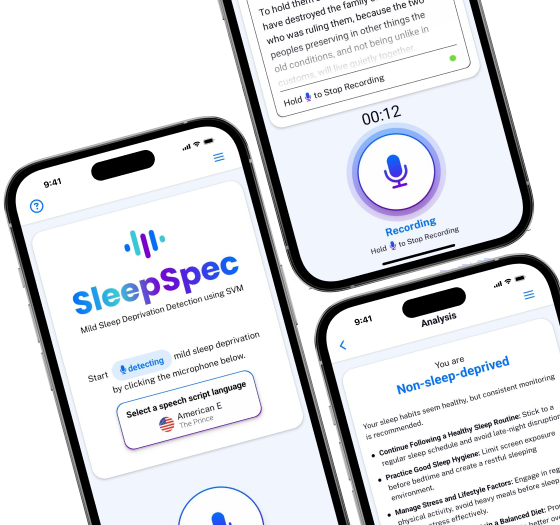 To hold them
have destroyed the family
who was ruling them, because the two
peoples preserving in other things the
old conditions, and not being unlike in
customs, will live quietly together
Hold to Stop Recording
00:12
Recording
Hold to Stop Recording
9:41
SleepSpec
Mild Sleep Deprivation Detection using SVM
Start detecting mild sleep deprivation
by clicking the microphone below.
Select a speech script language
American E
The Prince
9:41
Analysis
You are
Non-sleep-deprived
Your sleep habits seem healthy, but consistent monitoring
is recommended.
• Continue Following a Healthy Sleep Routine: Stick to a
regular sleep schedule and avoid late-night disruption
• Practice Good Sleep Hygiene: Limit screen exposure
before bedtime and create a restful sleeping
environment.
• Manage Stress and Lifestyle Factors: Engage in reg
physical activity, avoid heavy meals before sleep
stress effectively.
in a Balanced Diet: